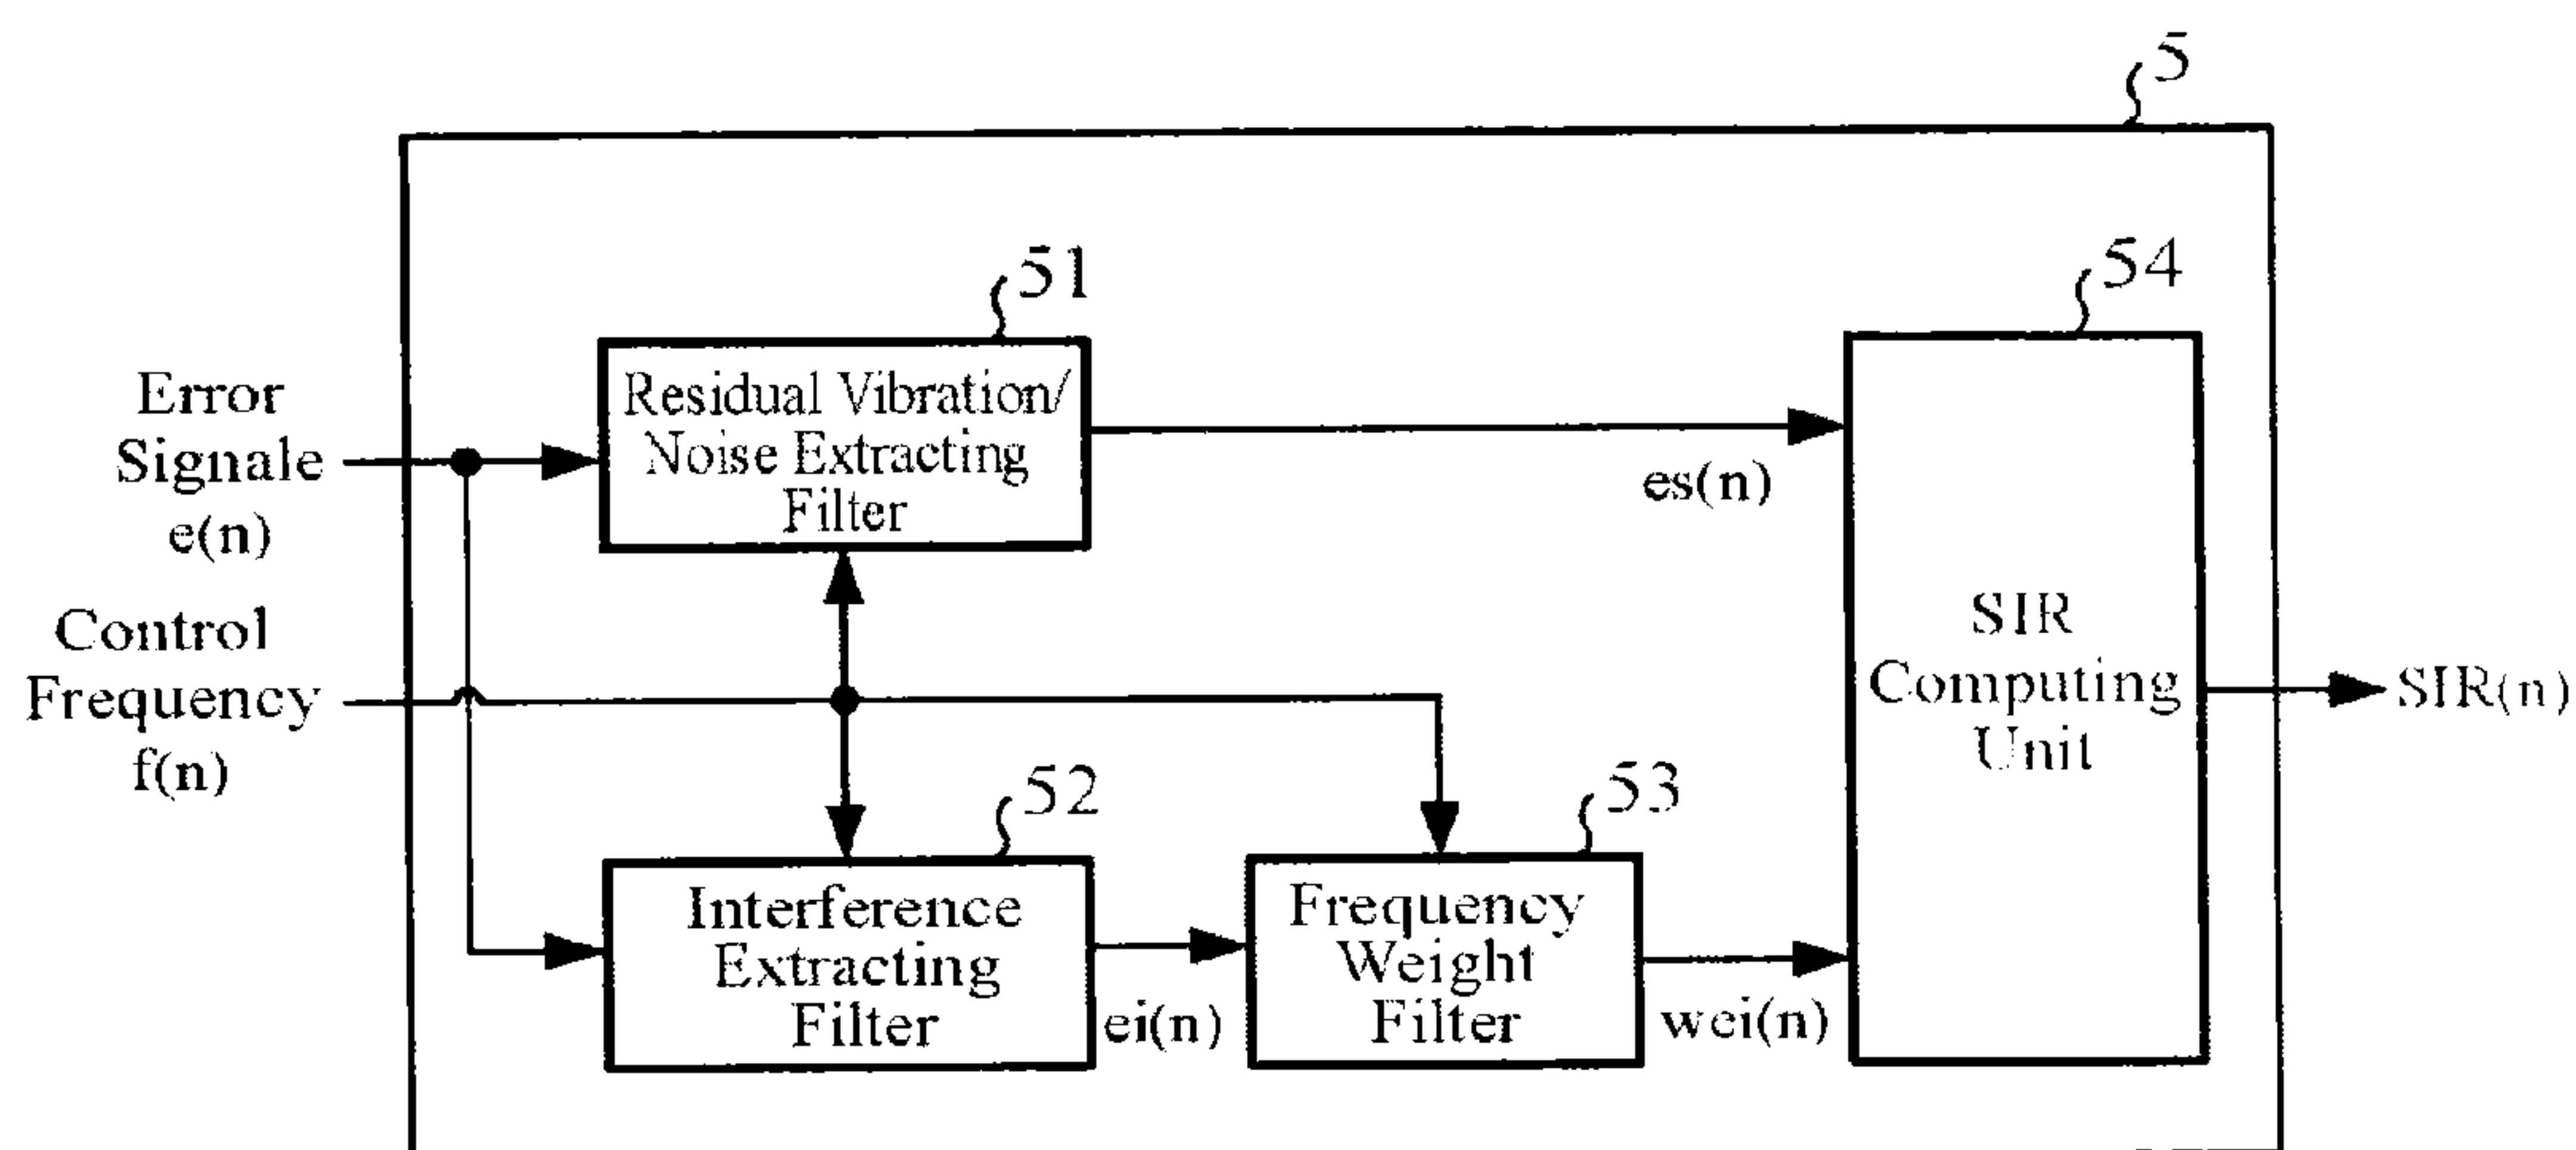 5
51
54
Error
Signale
e(n)
Residual Vibration/
Noise Extracting
Filter
es(n)
Control
Frequency
f(n)
SIR
Computing
Unit
SIR(n)
52
53
Interference
Extracting
Filter
ei(n)
Frequency
Weight
Filter
wei(n)